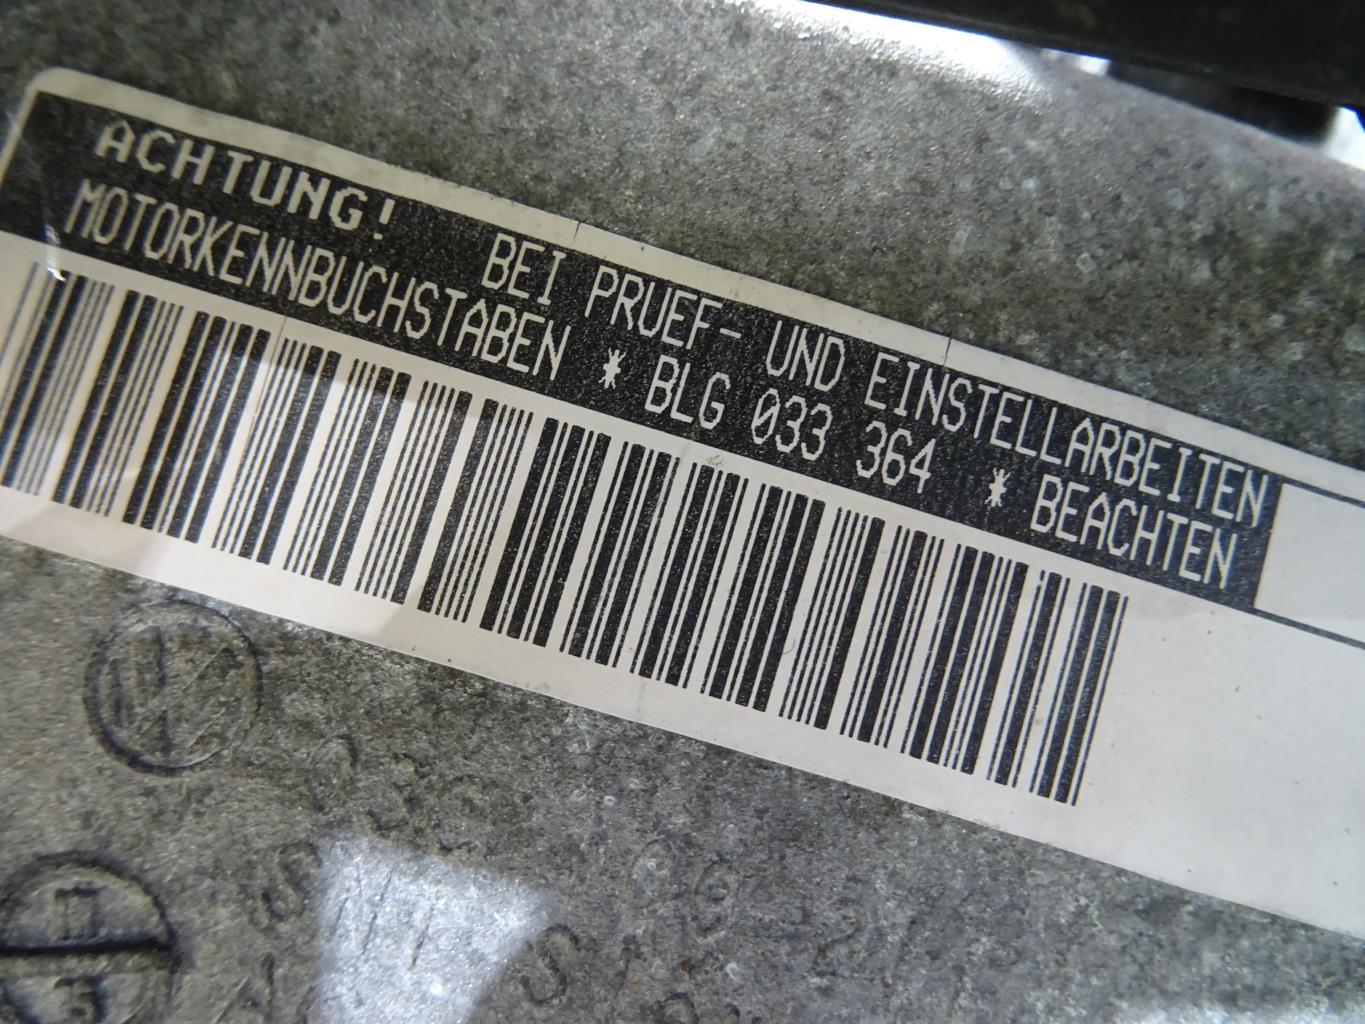 ACHTUNG! BEI PRUEF- UND EINSTELLARBEITEN
MOTORKENNBUCHSTABEN * BLG 033 364 * BEACHTEN